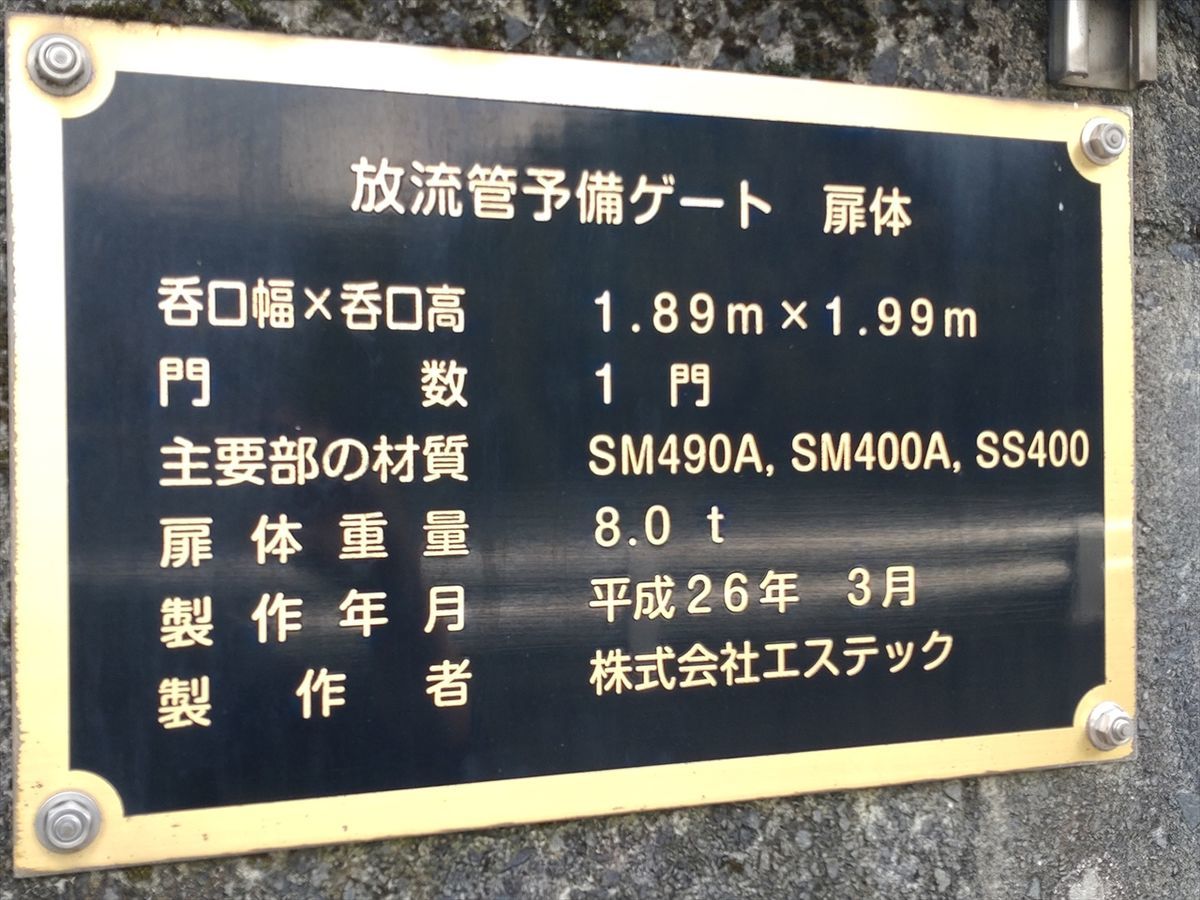 放流管予備ゲート　扉体
呑口幅×呑口高　1.89m×1.99m
門数　1　門
主要部の材質　SM490A, SM400A, SS400
扉体重量　8.0 t
製作年月　平成26年　3月
製作者　株式会社エステック